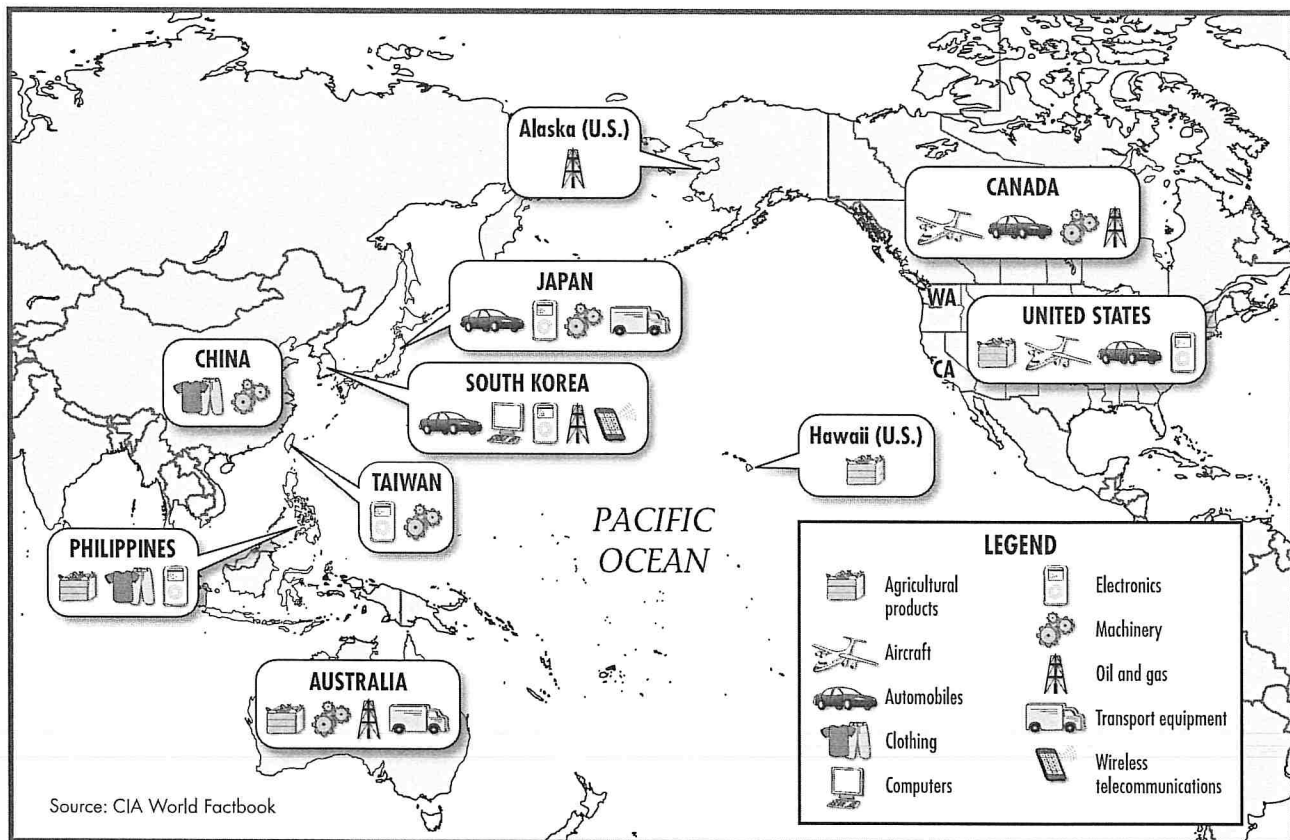 Alaska (U.S.)
CANADA
JAPAN
WA
UNITED STATES
CHINA
CA
SOUTH KOREA
Hawaii (U.S.)
TAIWAN
PACIFIC
OCEAN
PHILIPPINES
AUSTRALIA
LEGEND
Agricultural
products
Aircraft
Automobiles
Clothing
Computers
Electronics
Machinery
Oil and gas
Transport equipment
Wireless
telecommunications
Source: CIA World Factbook